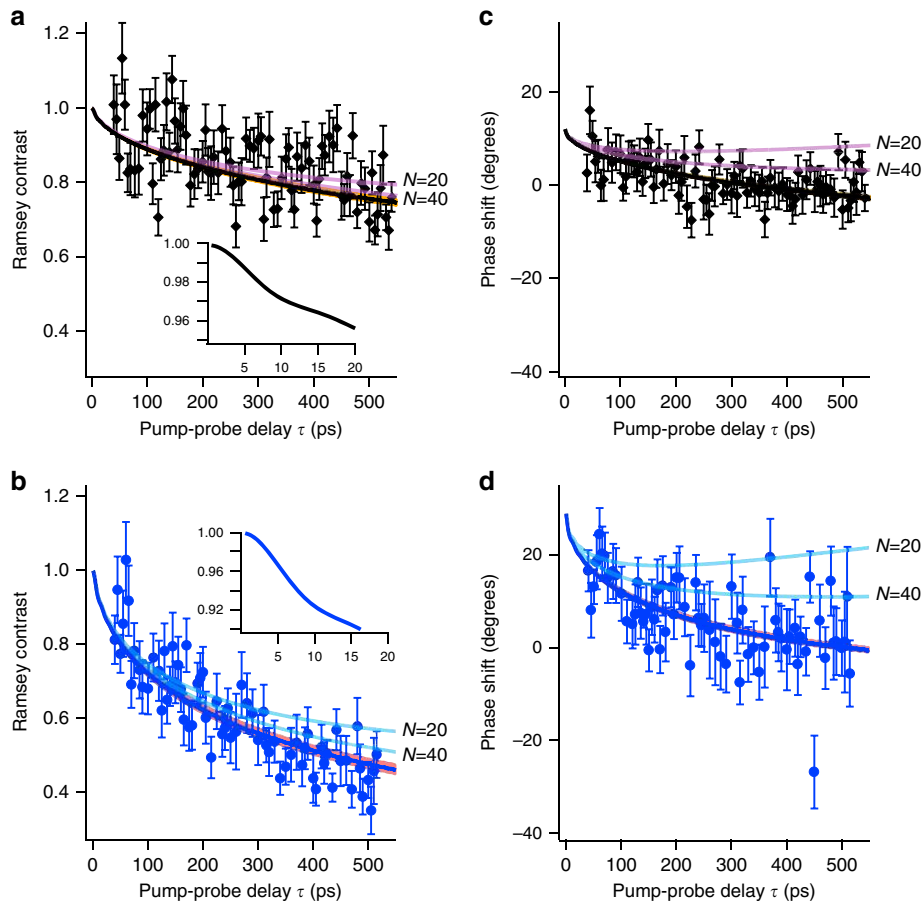 a
Ramsey contrast
1.2
1.0
0.8
0.6
0.4
N=20
N=40
1.00
0.98
0.96
5 10 15 20
0 100 200 300 400 500
Pump-probe delay τ (ps)
c
Phase shift (degrees)
20
0
−20
−40
N=20
N=40
0 100 200 300 400 500
Pump-probe delay τ (ps)
b
Ramsey contrast
1.2
1.0
0.8
0.6
0.4
1.00
0.96
0.92
5 10 15 20
N=20
N=40
0 100 200 300 400 500
Pump-probe delay τ (ps)
d
Phase shift (degrees)
20
0
−20
−40
N=20
N=40
0 100 200 300 400 500
Pump-probe delay τ (ps)